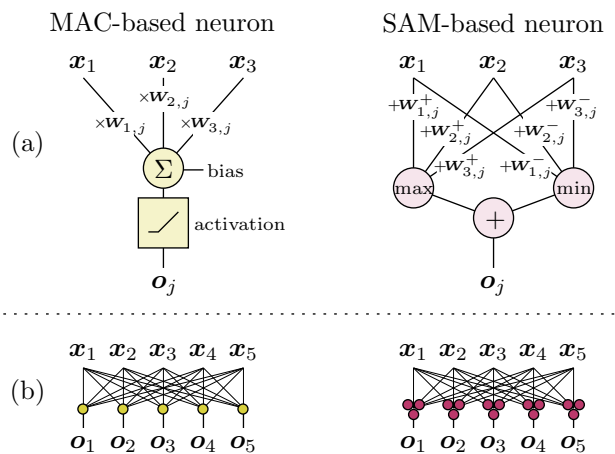 MAC-based neuron SAM-based neuron
x₁ x₂ x₃ x₁ x₂ x₃
×w₂,ⱼ +w⁺₁,ⱼ +w⁻₃,ⱼ
×w₁,ⱼ ×w₃,ⱼ +w⁺₂,ⱼ +w⁻₂,ⱼ
(a)
+w⁺₃,ⱼ +w⁻₁,ⱼ
Σ bias max min
activation +
oⱼ oⱼ
x₁ x₂ x₃ x₄ x₅ x₁ x₂ x₃ x₄ x₅
(b)
o₁ o₂ o₃ o₄ o₅ o₁ o₂ o₃ o₄ o₅